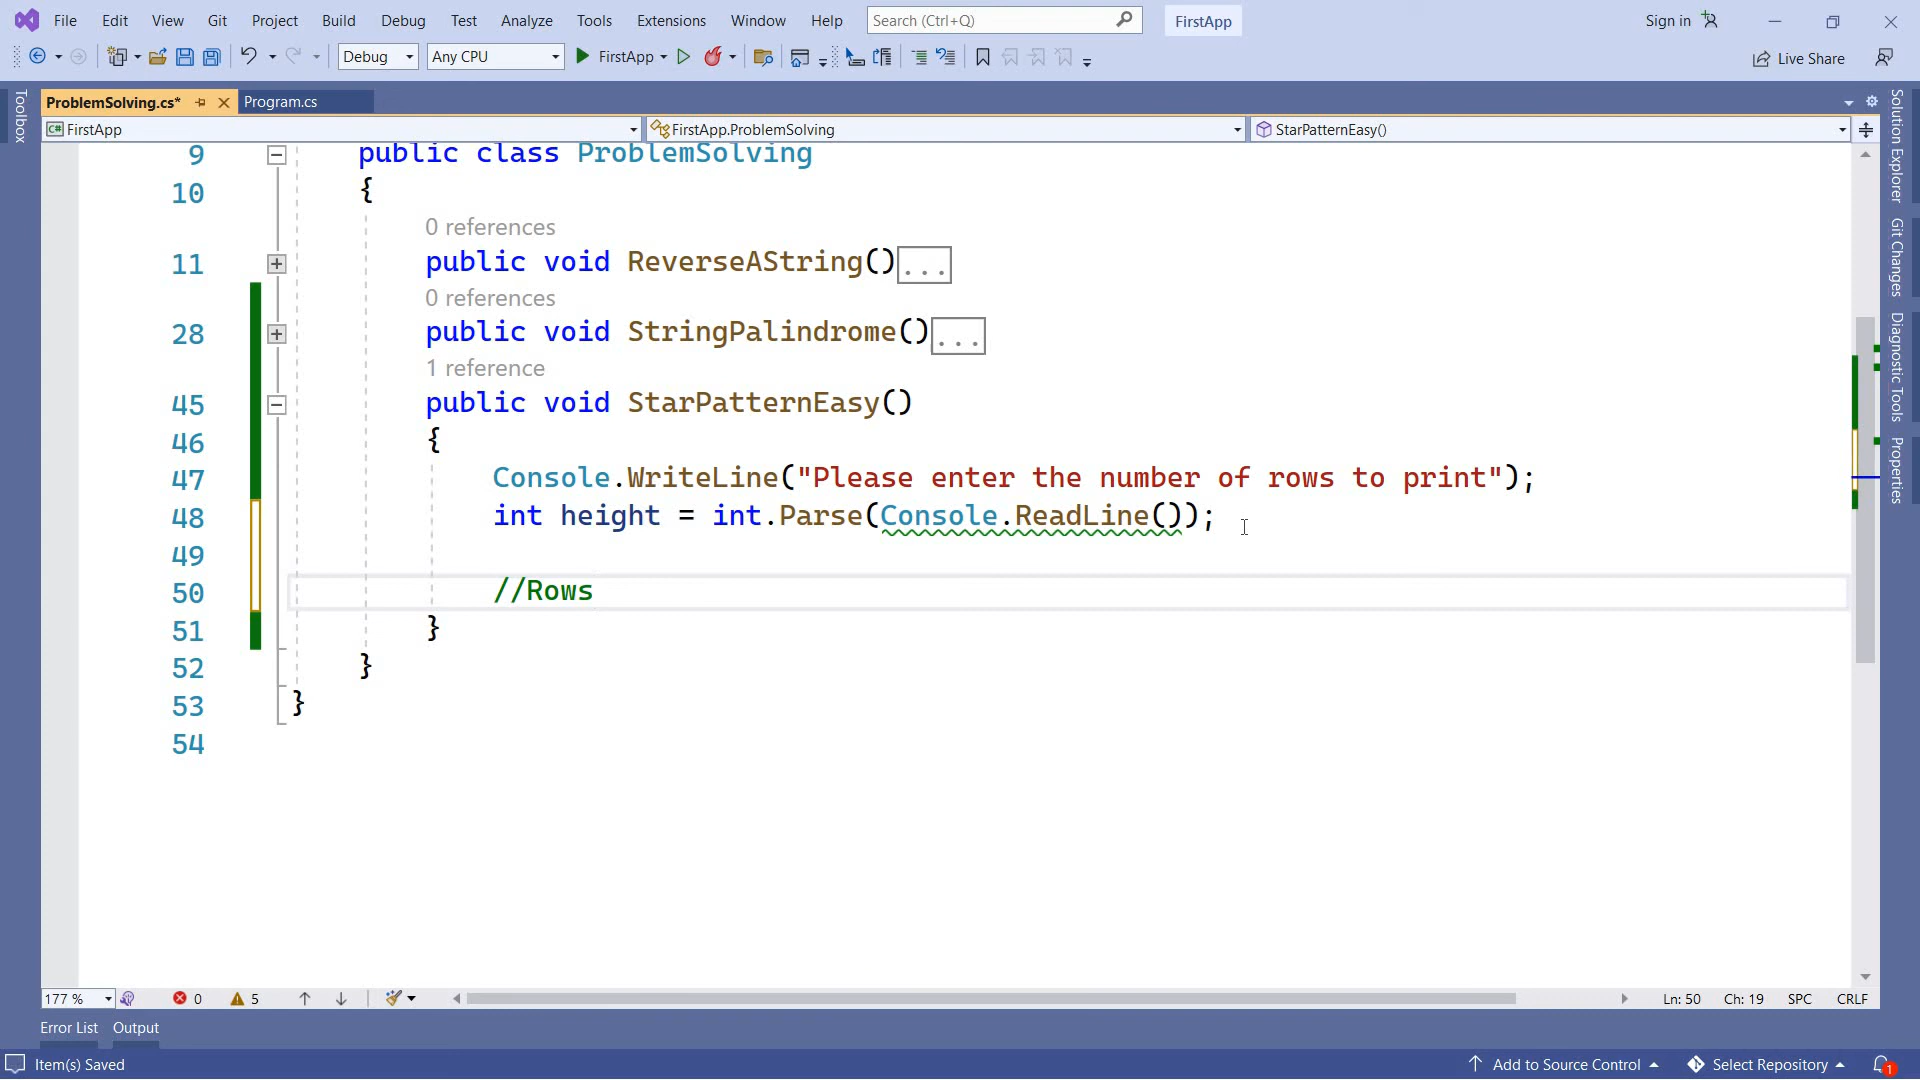 File Edit View Git Project Build Debug Test Analyze Tools Extensions Window Help Search (Ctrl+Q) FirstApp Sign in
Debug Any CPU FirstApp Live Share
ProblemSolving.cs* Program.cs
FirstApp FirstApp.ProblemSolving StarPatternEasy()
Toolbox
Solution Explorer
Git Changes
Diagnostic Tools
Properties
9 public class ProblemSolving
10 {
0 references
11 public void ReverseAString()...
0 references
28 public void StringPalindrome()...
1 reference
45 public void StarPatternEasy()
46 {
47 Console.WriteLine("Please enter the number of rows to print");
48 int height = int.Parse(Console.ReadLine());
49
50 //Rows
51 }
52 }
53 }
54
177 % 0 5 Ln: 50 Ch: 19 SPC CRLF
Error List Output
Item(s) Saved Add to Source Control Select Repository 1